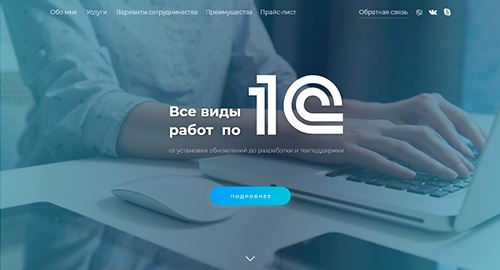 Обо мне Услуги Варианты сотрудничества Преимущества Прайс-лист Обратная связь
Все виды
работ по 1С
от установки обновлений до разработки и техподдержки
ПОДРОБНЕЕ